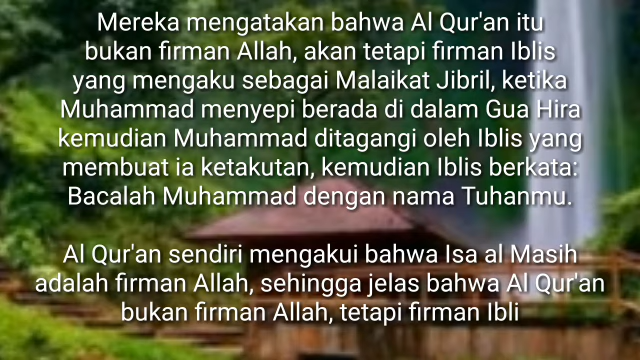 Mereka mengatakan bahwa Al Qur'an itu
bukan firman Allah, akan tetapi firman Iblis
yang mengaku sebagai Malaikat Jibril, ketika
Muhammad menyepi berada di dalam Gua Hira
kemudian Muhammad ditagangi oleh Iblis yang
membuat ia ketakutan, kemudian Iblis berkata:
Bacalah Muhammad dengan nama Tuhanmu.
Al Qur'an sendiri mengakui bahwa Isa al Masih
adalah firman Allah, sehingga jelas bahwa Al Qur'an
bukan firman Allah, tetapi firman Ibli